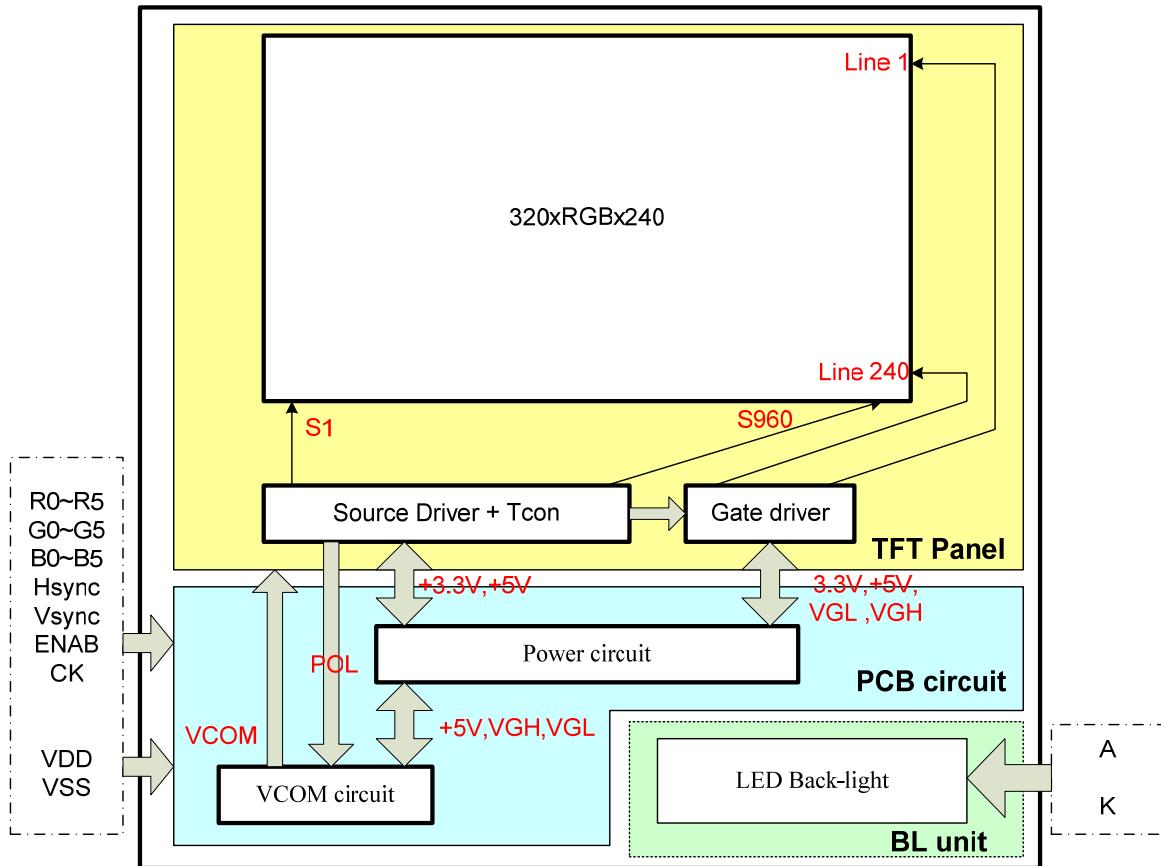 Line 1
320xRGBx240
Line 240
S1
S960
Source Driver + Tcon
Gate driver
TFT Panel
R0~R5
G0~G5
B0~B5
Hsync
Vsync
ENAB
CK
VDD
VSS
+3.3V,+5V
3.3V,+5V,
VGL ,VGH
POL
Power circuit
PCB circuit
VCOM
+5V,VGH,VGL
VCOM circuit
LED Back-light
BL unit
A
K